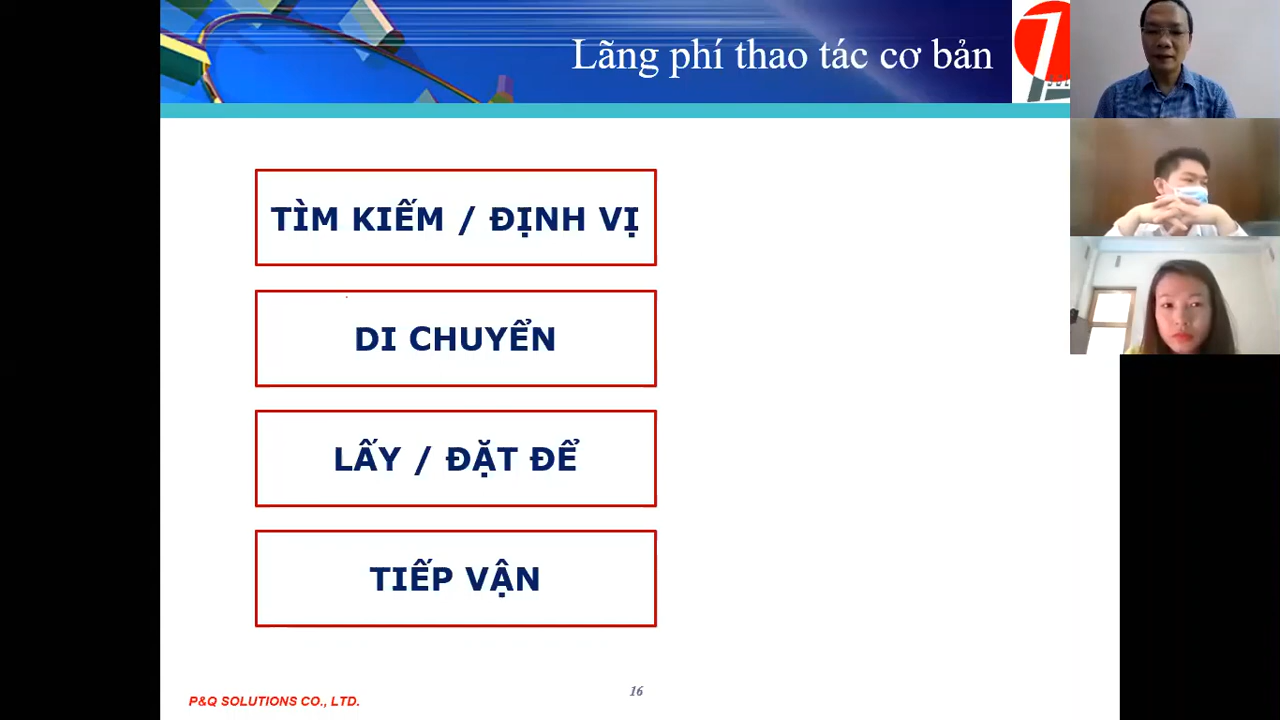 Lãng phí thao tác cơ bản
TÌM KIẾM / ĐỊNH VỊ
DI CHUYỂN
LẤY / ĐẶT ĐỂ
TIẾP VẬN
P&Q SOLUTIONS CO., LTD.
16